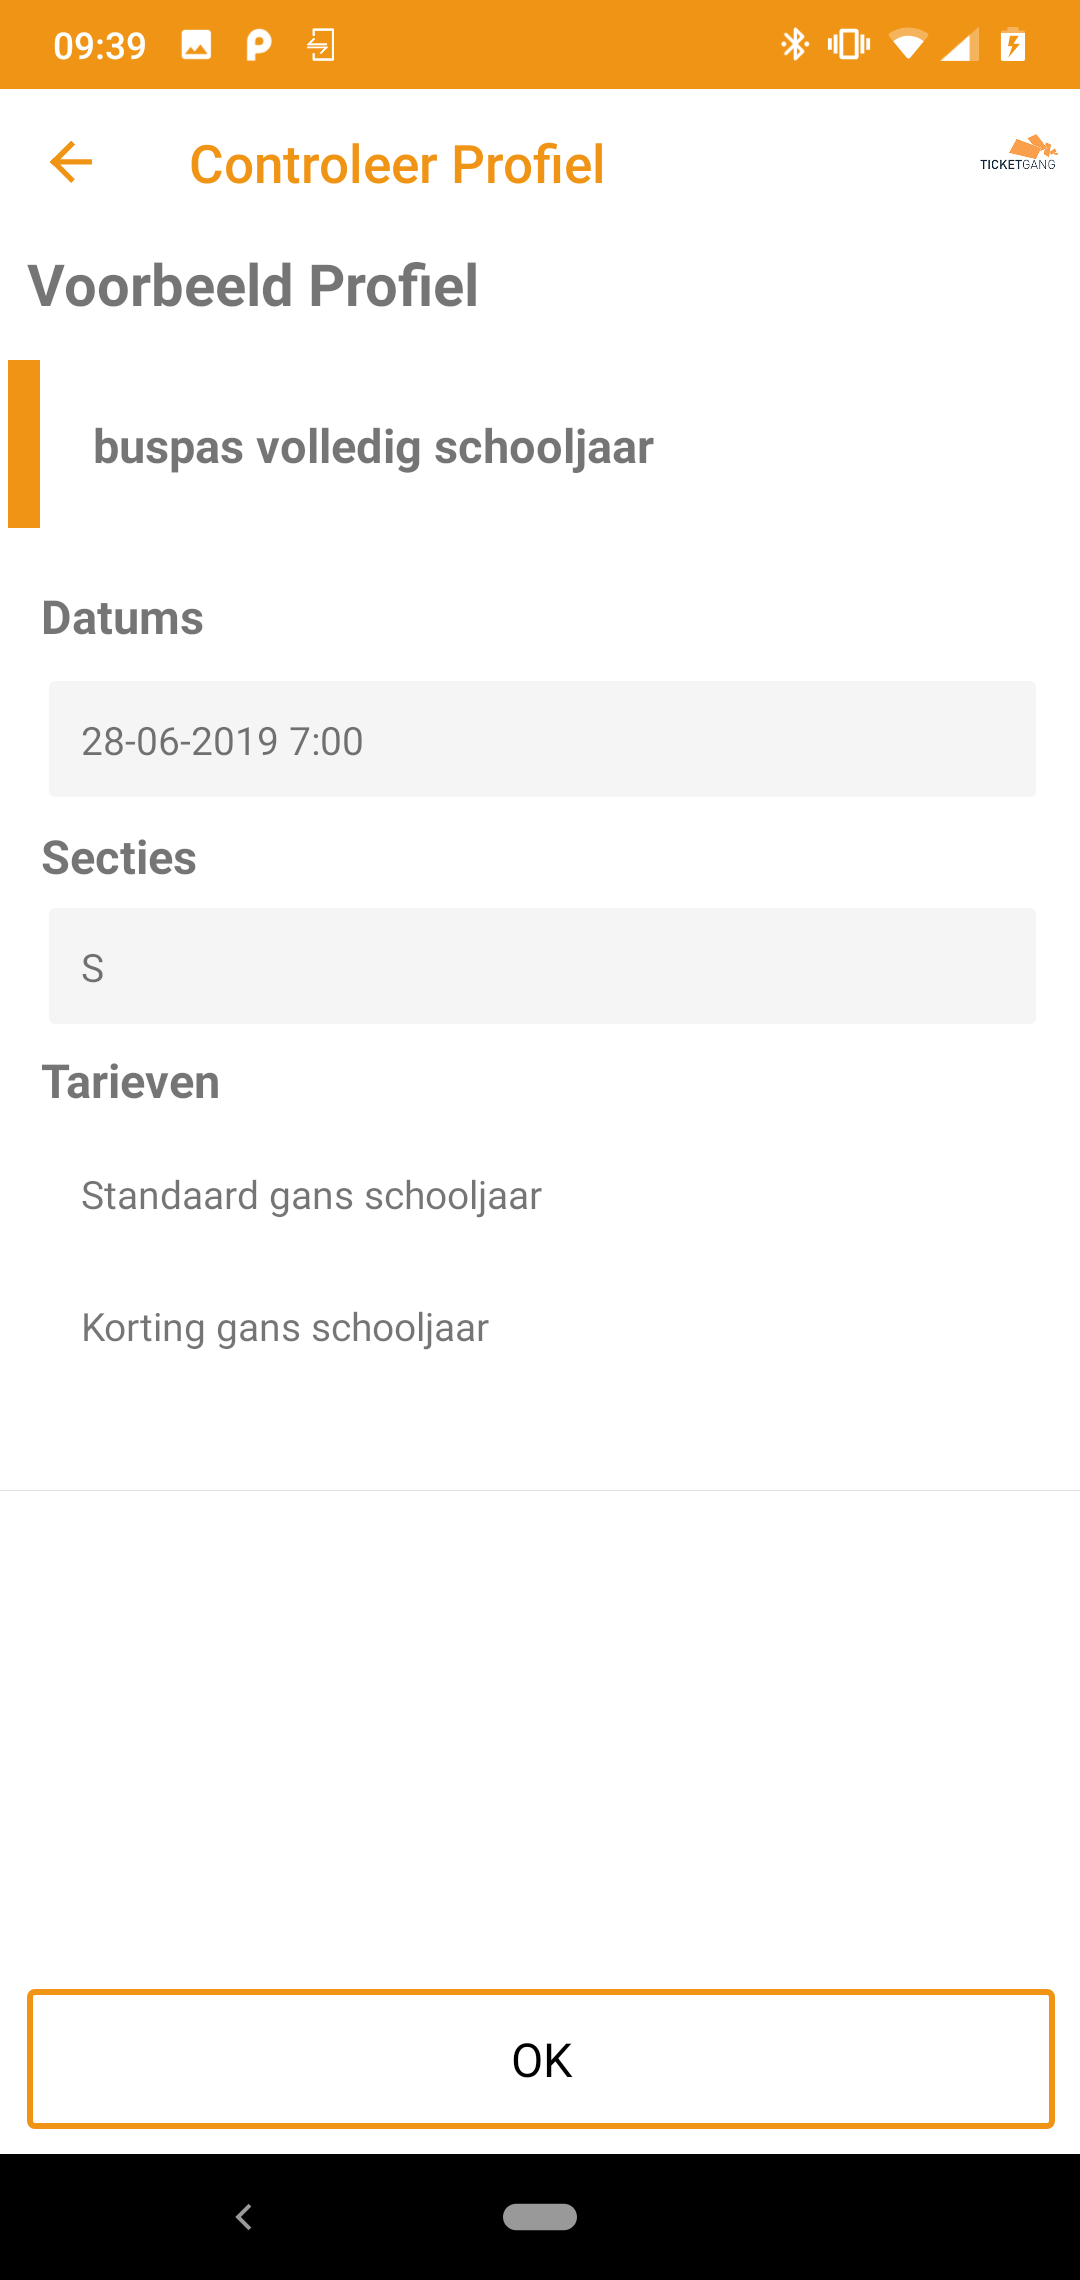 09:39
Controleer Profiel
TICKETGANG
Voorbeeld Profiel
buspas volledig schooljaar
Datums
28-06-2019 7:00
Secties
S
Tarieven
Standaard gans schooljaar
Korting gans schooljaar
OK